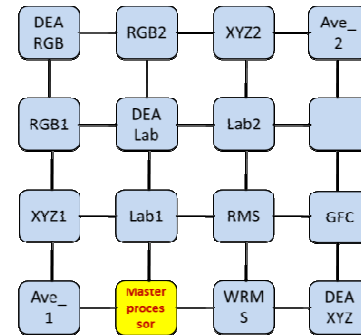 DEA
RGB
RGB2
XYZ2
Ave_
2
RGB1
DEA
Lab
Lab2
XYZ1
Lab1
RMS
GFC
Ave_
1
Master
proces
sor
WRM
S
DEA
XYZ